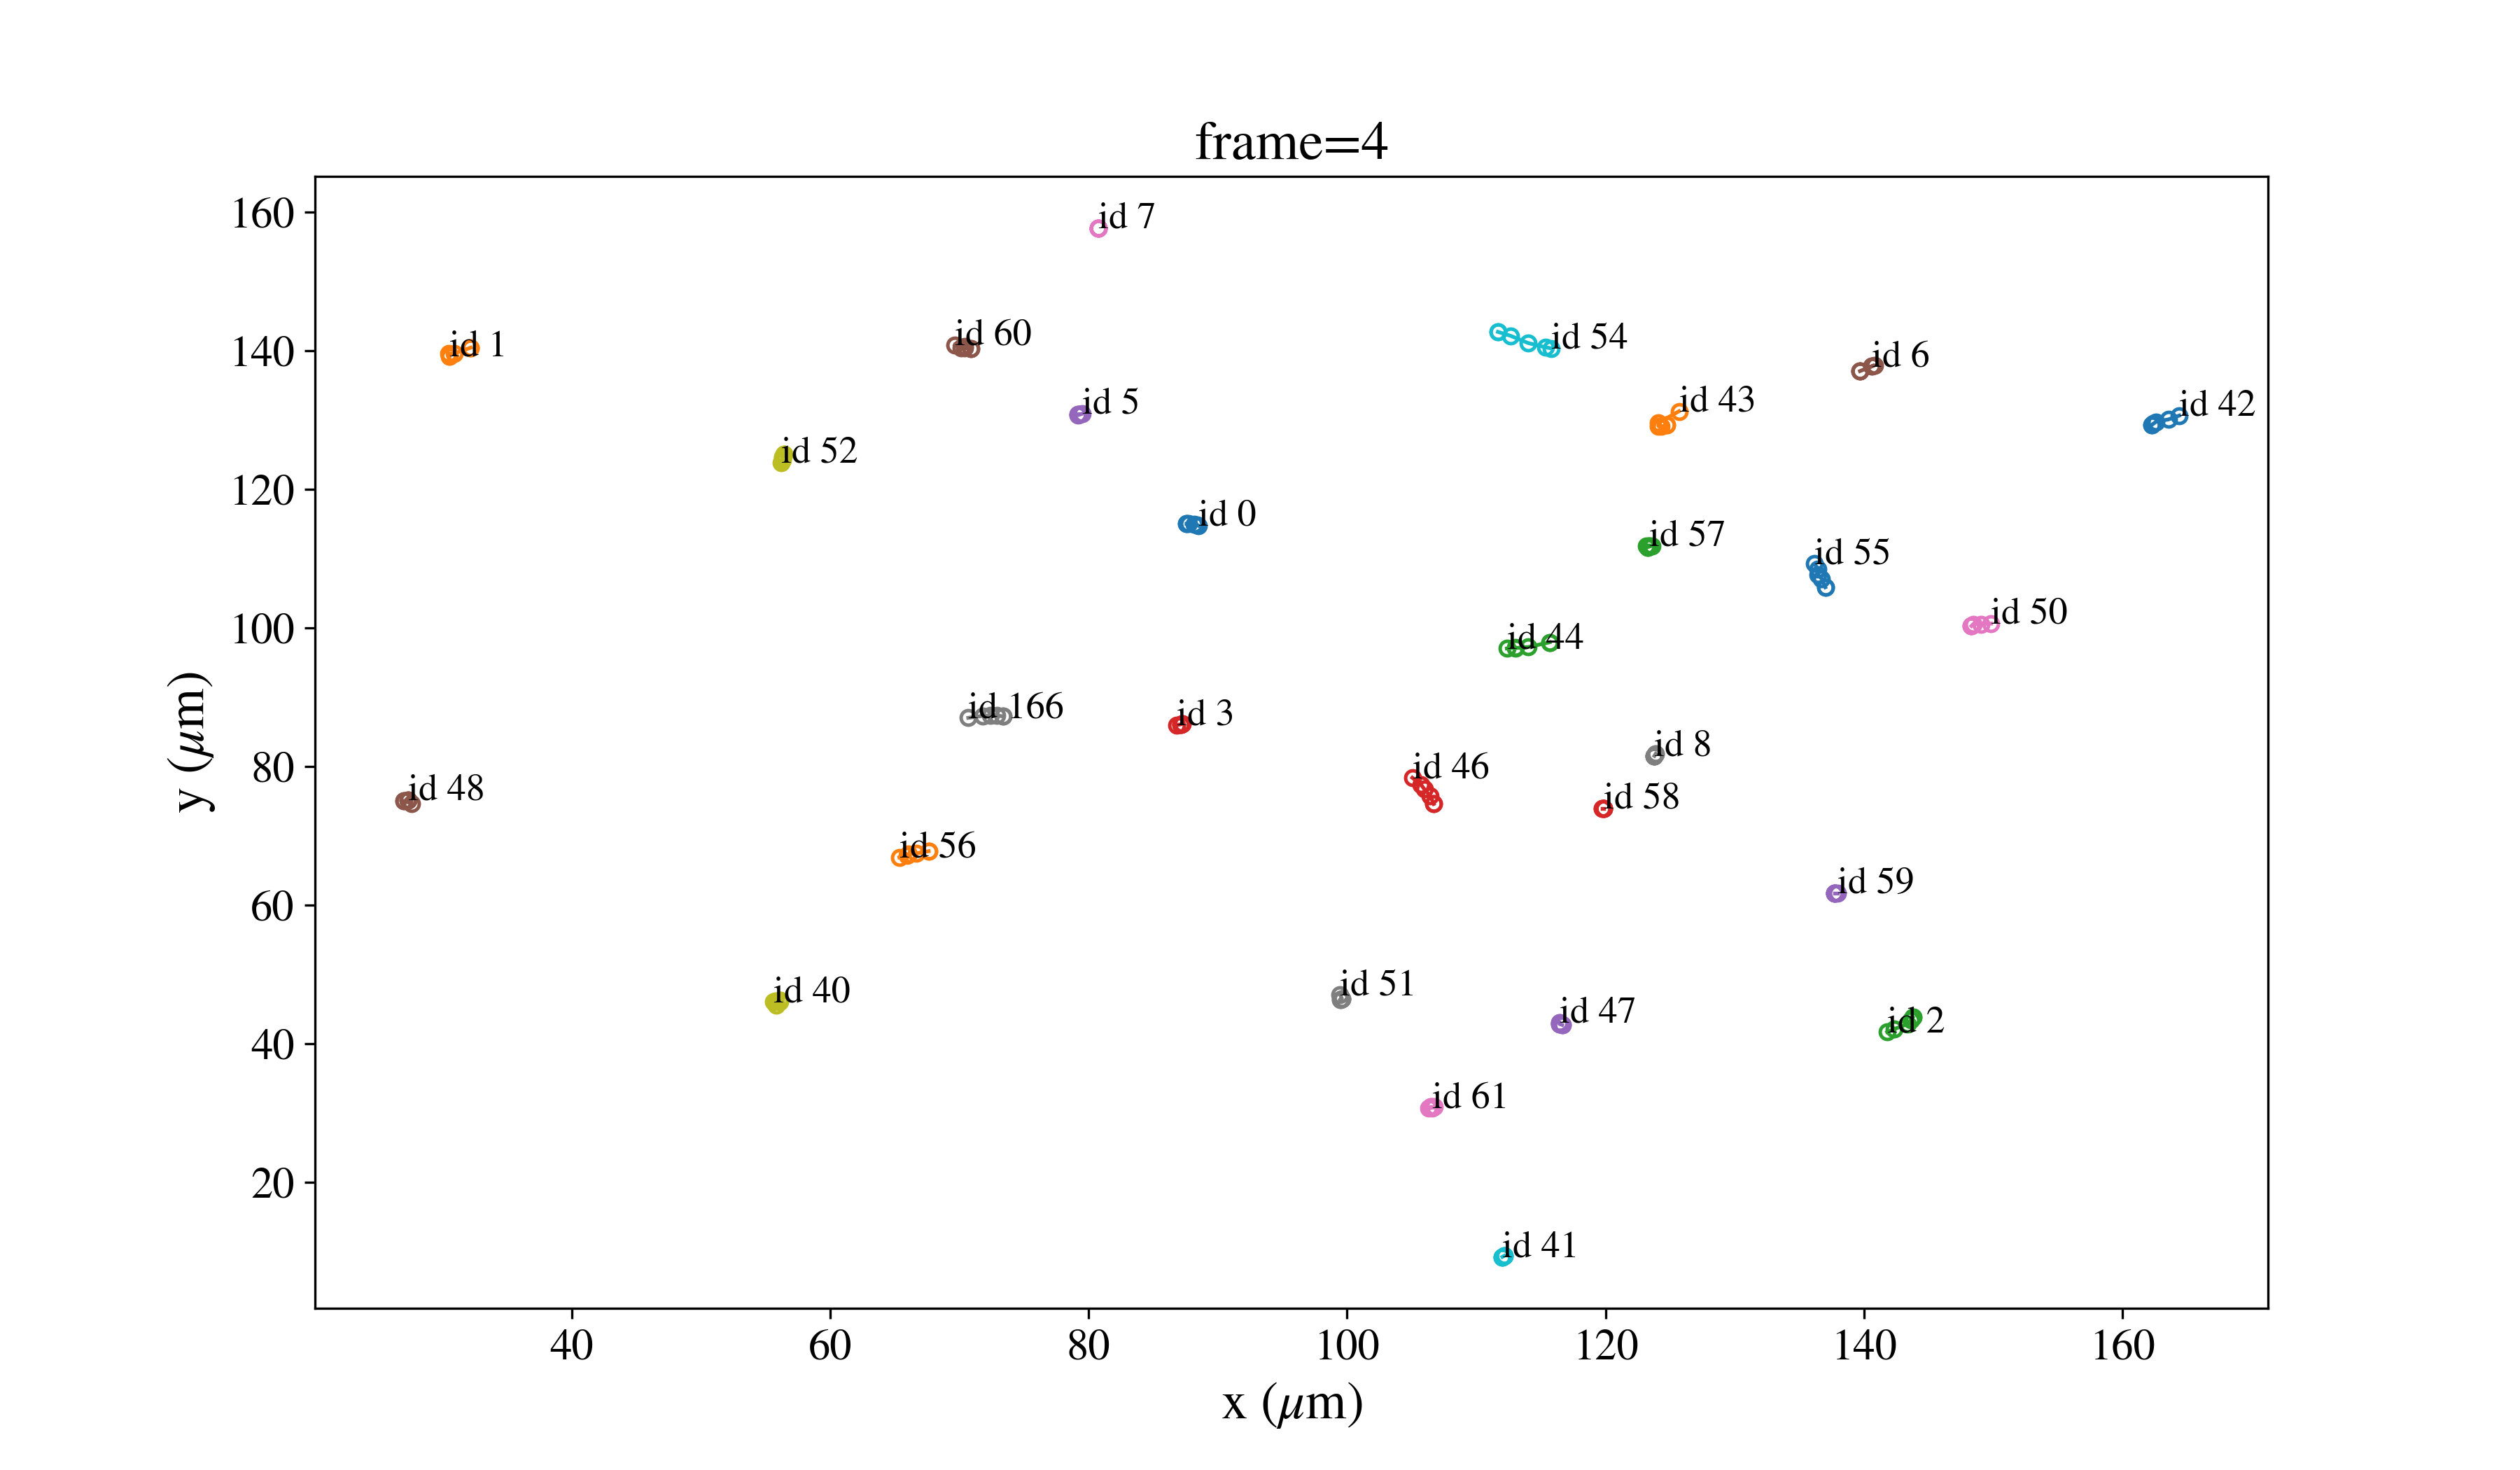 frame=4
160
140
120
100
80
60
40
20
y (μm)
id 7
id 1
id 60
id 54
id 6
id 5
id 43
id 42
id 52
id 0
id 57
id 55
id 50
id 44
id 166
id 3
id 8
id 46
id 48
id 58
id 56
id 59
id 40
id 51
id 47
id 2
id 61
id 41
40 60 80 100 120 140 160
x (μm)